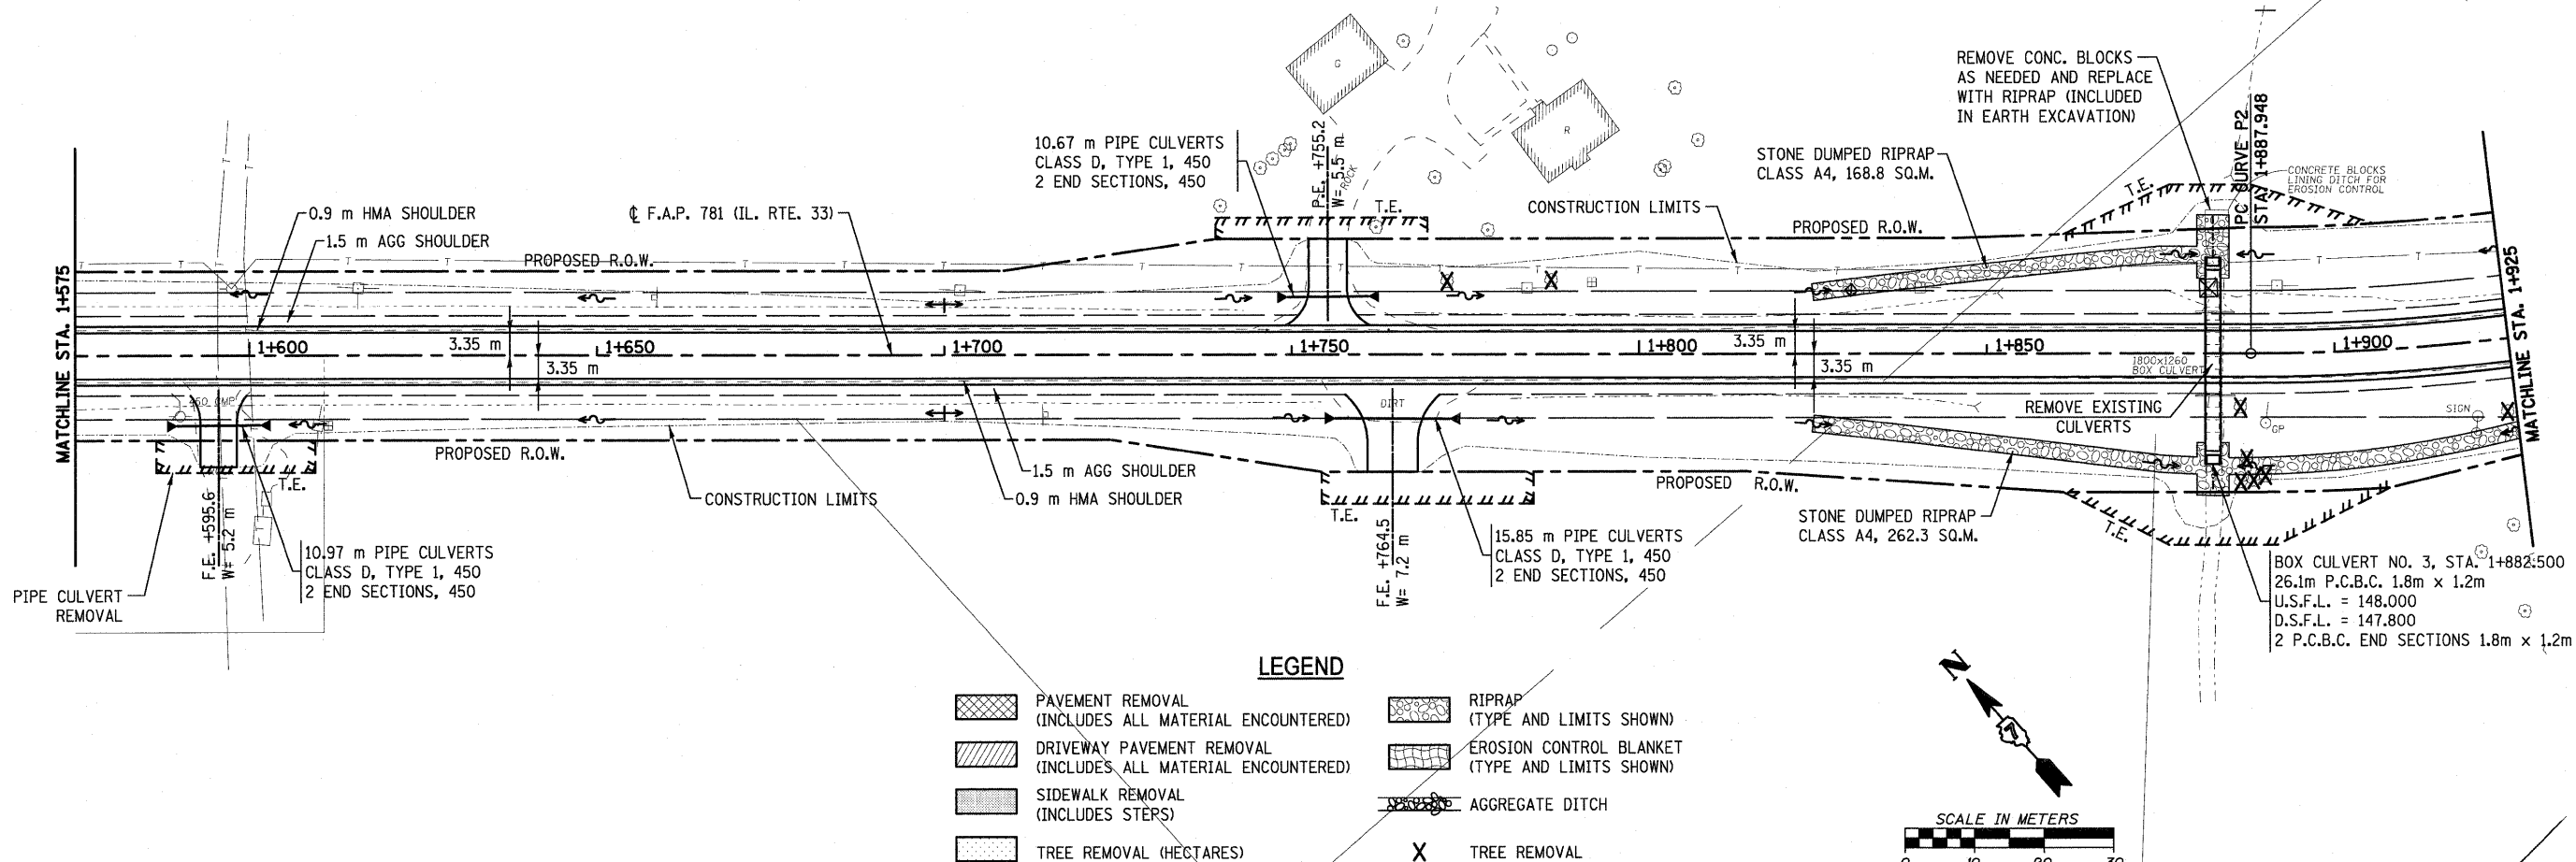 REMOVE CONC. BLOCKS
AS NEEDED AND REPLACE
WITH RIPRAP (INCLUDED
IN EARTH EXCAVATION)
PC CURVE P2
STA. 1+887.948
CONCRETE BLOCKS
LINING DITCH FOR
EROSION CONTROL
G
R
10.67 m PIPE CULVERTS
CLASS D, TYPE 1, 450
2 END SECTIONS, 450
P.E. +755.2
W= 5.5 m
ROCK
T.E.
STONE DUMPED RIPRAP
CLASS A4, 168.8 SQ.M.
CONSTRUCTION LIMITS
PROPOSED R.O.W.
T.E.
0.9 m HMA SHOULDER
1.5 m AGG SHOULDER
℄ F.A.P. 781 (IL. RTE. 33)
PROPOSED R.O.W.
MATCHLINE STA. 1+575
MATCHLINE STA. 1+925
1+600
1+650
1+700
1+750
1+800
1+850
1+900
3.35 m
3.35 m
3.35 m
3.35 m
1800x1260
BOX CULVERT
450 CMP
DIRT
REMOVE EXISTING
CULVERTS
SIGN
GP
PROPOSED R.O.W.
T.E.
CONSTRUCTION LIMITS
1.5 m AGG SHOULDER
0.9 m HMA SHOULDER
T.E.
PROPOSED R.O.W.
STONE DUMPED RIPRAP
CLASS A4, 262.3 SQ.M.
T.E.
F.E. +595.6
W= 5.2 m
PIPE CULVERT
REMOVAL
10.97 m PIPE CULVERTS
CLASS D, TYPE 1, 450
2 END SECTIONS, 450
F.E. +764.5
W= 7.2 m
15.85 m PIPE CULVERTS
CLASS D, TYPE 1, 450
2 END SECTIONS, 450
BOX CULVERT NO. 3, STA. 1+882.500
26.1m P.C.B.C. 1.8m x 1.2m
U.S.F.L. = 148.000
D.S.F.L. = 147.800
2 P.C.B.C. END SECTIONS 1.8m x 1.2m
LEGEND
PAVEMENT REMOVAL
(INCLUDES ALL MATERIAL ENCOUNTERED)
DRIVEWAY PAVEMENT REMOVAL
(INCLUDES ALL MATERIAL ENCOUNTERED)
SIDEWALK REMOVAL
(INCLUDES STEPS)
TREE REMOVAL (HECTARES)
RIPRAP
(TYPE AND LIMITS SHOWN)
EROSION CONTROL BLANKET
(TYPE AND LIMITS SHOWN)
AGGREGATE DITCH
X TREE REMOVAL
N
7
SCALE IN METERS
0 10 20 30